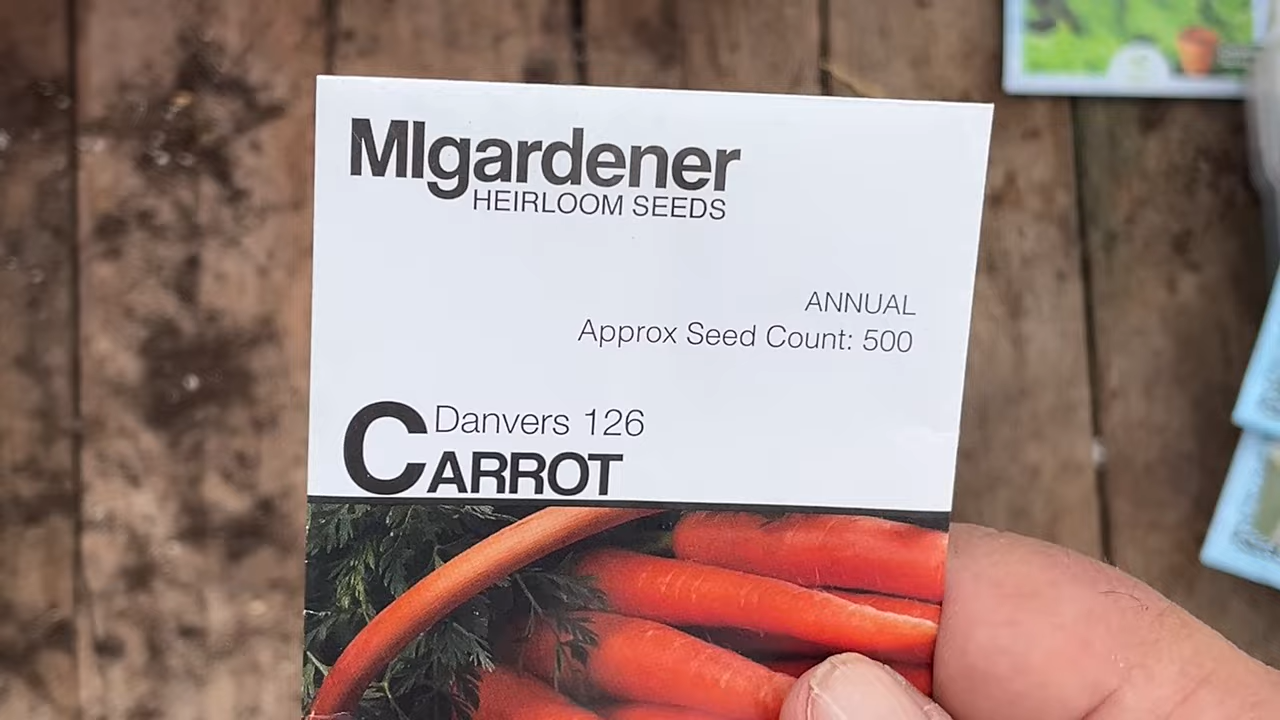 MIgardener
HEIRLOOM SEEDS
ANNUAL
Approx Seed Count: 500
Danvers 126
CARROT